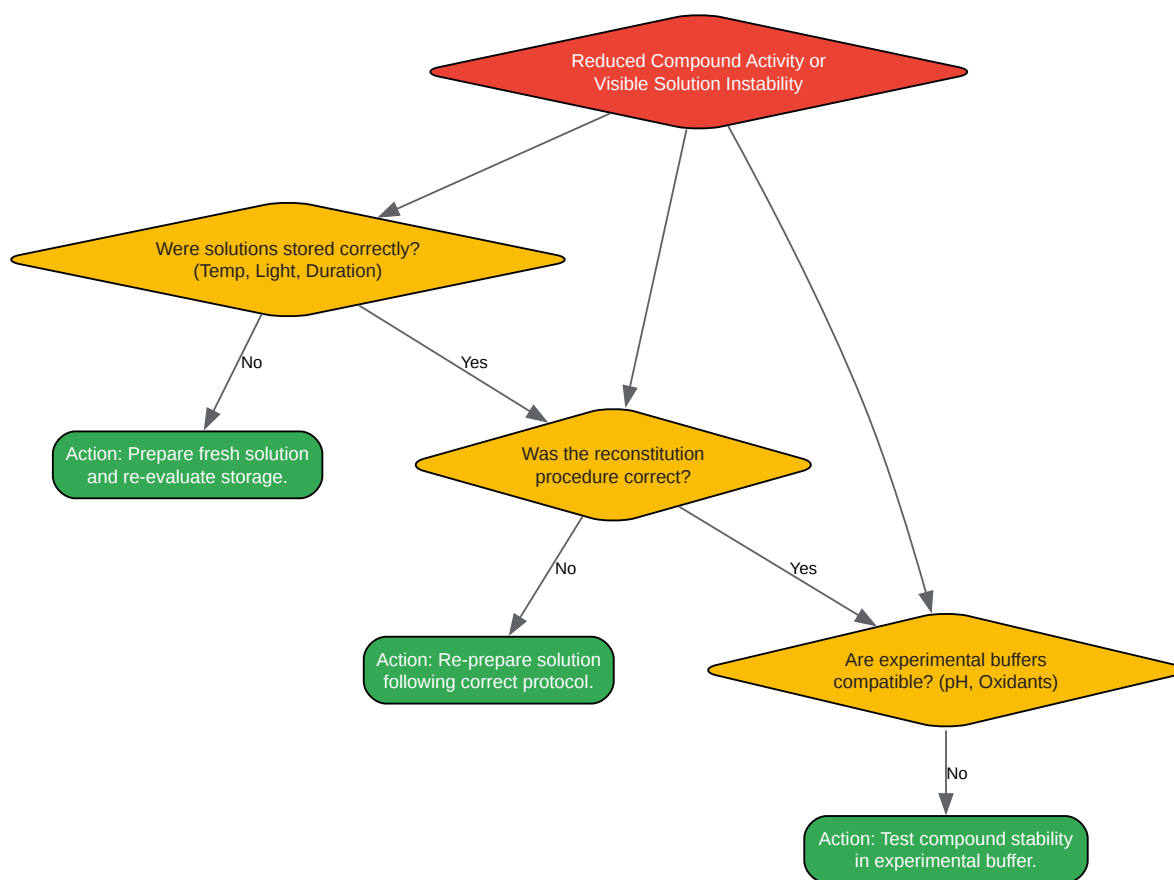 Reduced Compound Activity or
Visible Solution Instability
Were solutions stored correctly?
(Temp, Light, Duration)
No
Yes
Action: Prepare fresh solution
and re-evaluate storage.
Was the reconstitution
procedure correct?
No
Yes
Action: Re-prepare solution
following correct protocol.
Are experimental buffers
compatible? (pH, Oxidants)
No
Action: Test compound stability
in experimental buffer.